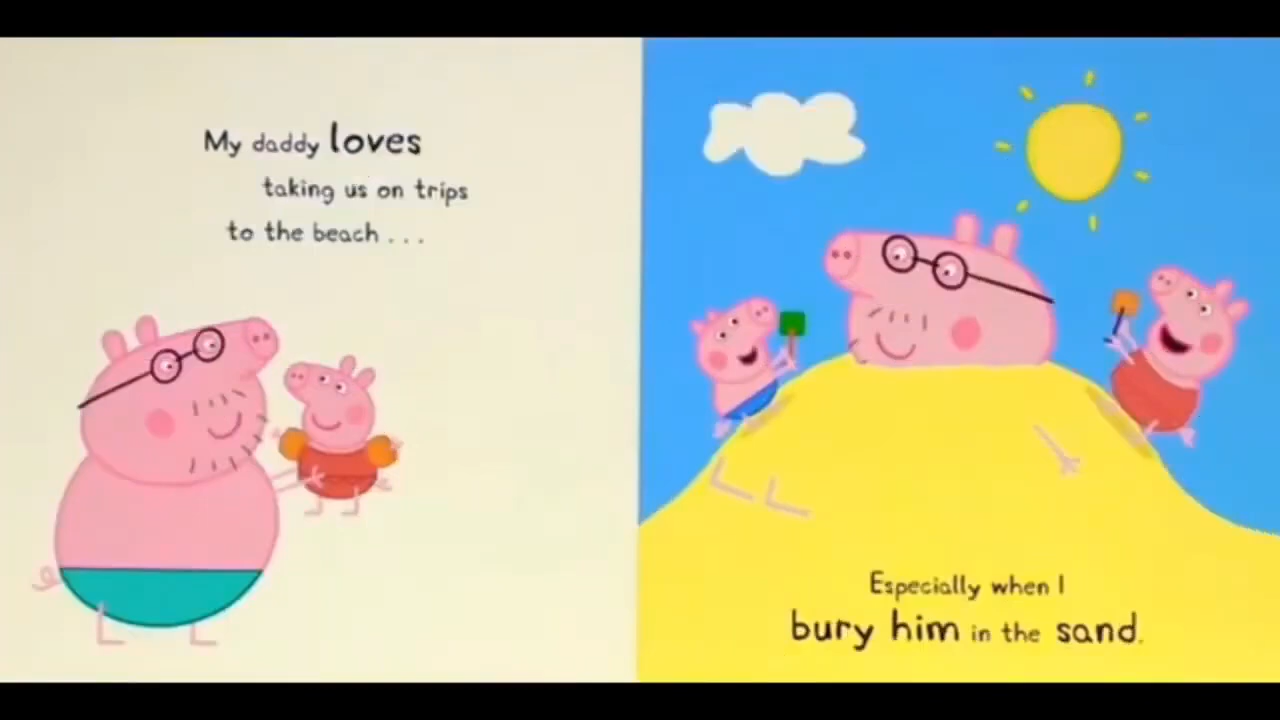 My daddy loves
taking us on trips
to the beach . . .
Especially when I
bury him in the sand.